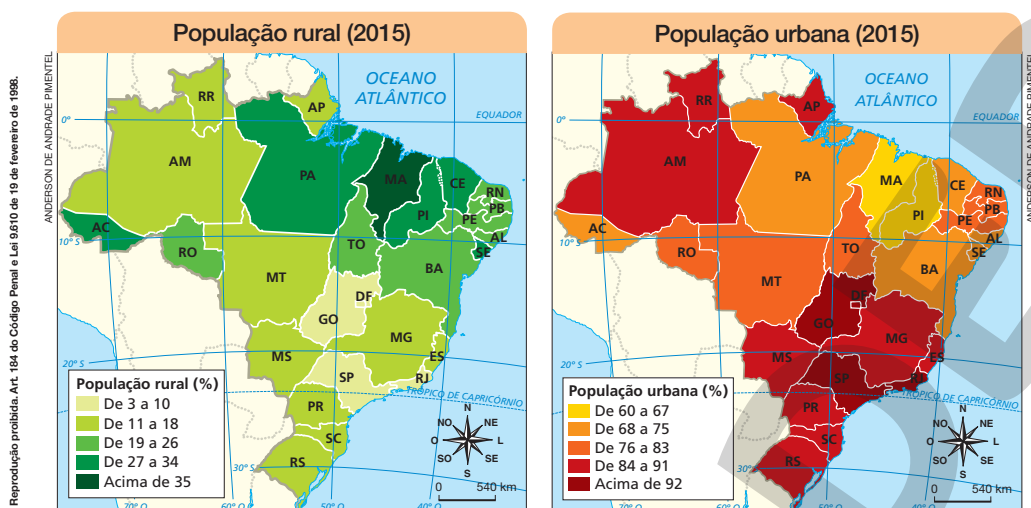 Reprodução proibida. Art. 184 do Código Penal e Lei 9.610 de 19 de fevereiro de 1998.
ANDERSON DE ANDRADE PIMENTEL
População rural (2015)
OCEANO
ATLÂNTICO
EQUADOR
0°
10° S
20° S
30° S
RR
AP
AM
PA
MA
CE
RN
PB
PE
PI
AL
SE
AC
RO
TO
BA
MT
DF
GO
MG
ES
MS
SP
RJ
PR
SC
RS
TRÓPICO DE CAPRICÓRNIO
População rural (%)
De 3 a 10
De 11 a 18
De 19 a 26
De 27 a 34
Acima de 35
N
NO
NE
O
L
SO
SE
S
0
540 km
70° O
60° O
50° O
40° O
População urbana (2015)
ANDERSON DE ANDRADE PIMENTEL
OCEANO
ATLÂNTICO
EQUADOR
0°
10° S
20° S
30° S
RR
AP
AM
PA
MA
CE
RN
PB
PE
PI
AL
SE
AC
RO
TO
BA
MT
DF
GO
MG
ES
MS
SP
RJ
PR
SC
RS
TRÓPICO DE CAPRICÓRNIO
População urbana (%)
De 60 a 67
De 68 a 75
De 76 a 83
De 84 a 91
Acima de 92
N
NO
NE
O
L
SO
SE
S
0
540 km
70° O
60° O
50° O
40° O